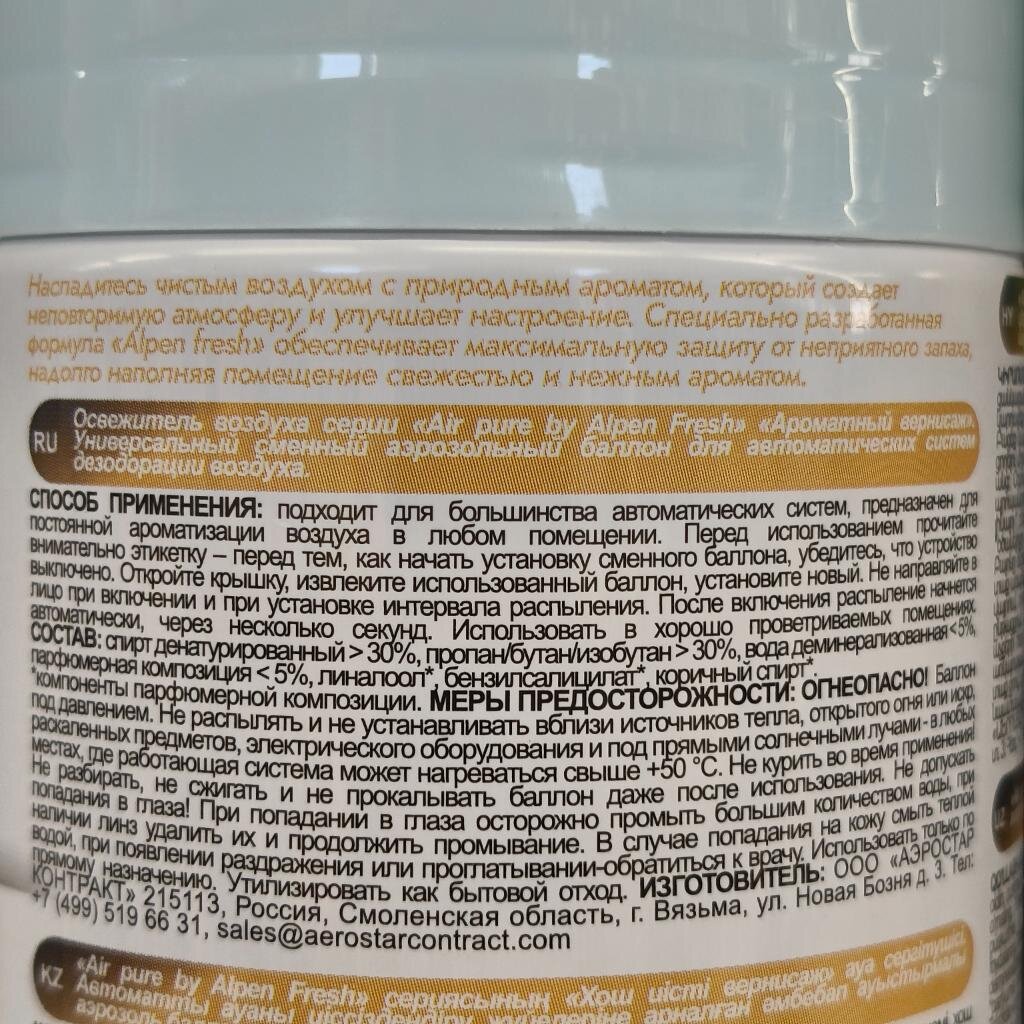 Насладитесь чистым воздухом с природным ароматом, который создает
неповторимую атмосферу и улучшает настроение. Специально разработанная
формула «Alpen fresh» обеспечивает максимальную защиту от неприятного запаха,
надолго наполняя помещение свежестью и нежным ароматом.
RU
Освежитель воздуха серии «Air pure by Alpen Fresh» «Ароматный вернисаж».
Универсальный сменный аэрозольный баллон для автоматических систем
дезодорации воздуха.
СПОСОБ ПРИМЕНЕНИЯ: подходит для большинства автоматических систем, предназначен для
постоянной ароматизации воздуха в любом помещении. Перед использованием прочитайте
внимательно этикетку – перед тем, как начать установку сменного баллона, убедитесь, что устройство
выключено. Откройте крышку, извлеките использованный баллон, установите новый. Не направляйте в
лицо при включении и при установке интервала распыления. После включения распыление начнется
автоматически, через несколько секунд. Использовать в хорошо проветриваемых помещениях.
СОСТАВ: спирт денатурированный > 30%, пропан/бутан/изобутан > 30%, вода деминерализованная < 5%,
парфюмерная композиция < 5%, линалоол*, бензилсалицилат*, коричный спирт*.
*компоненты парфюмерной композиции. МЕРЫ ПРЕДОСТОРОЖНОСТИ: ОГНЕОПАСНО! Баллон
под давлением. Не распылять и не устанавливать вблизи источников тепла, открытого огня или искр,
раскаленных предметов, электрического оборудования и под прямыми солнечными лучами - в любых
местах, где работающая система может нагреваться свыше +50 °С. Не курить во время применения!
Не разбирать, не сжигать и не прокалывать баллон даже после использования. Не допускать
попадания в глаза! При попадании в глаза осторожно промыть большим количеством воды, при
наличии линз удалить их и продолжить промывание. В случае попадания на кожу смыть теплой
водой, при появлении раздражения или проглатывании-обратиться к врачу. Использовать только по
прямому назначению. Утилизировать как бытовой отход. ИЗГОТОВИТЕЛЬ: ООО «АЭРОСТАР
КОНТРАКТ» 215113, Россия, Смоленская область, г. Вязьма, ул. Новая Бозня д. 3. Тел:
+7 (499) 519 66 31, sales@aerostarcontract.com
KZ
«Air pure by Alpen Fresh» сериясының «Хош иісті вернисаж» ауа сергітушісі.
Автоматты ауаны иіссіздендіру жүйелеріне арналған әмбебап ауыстырмалы
аэрозоль